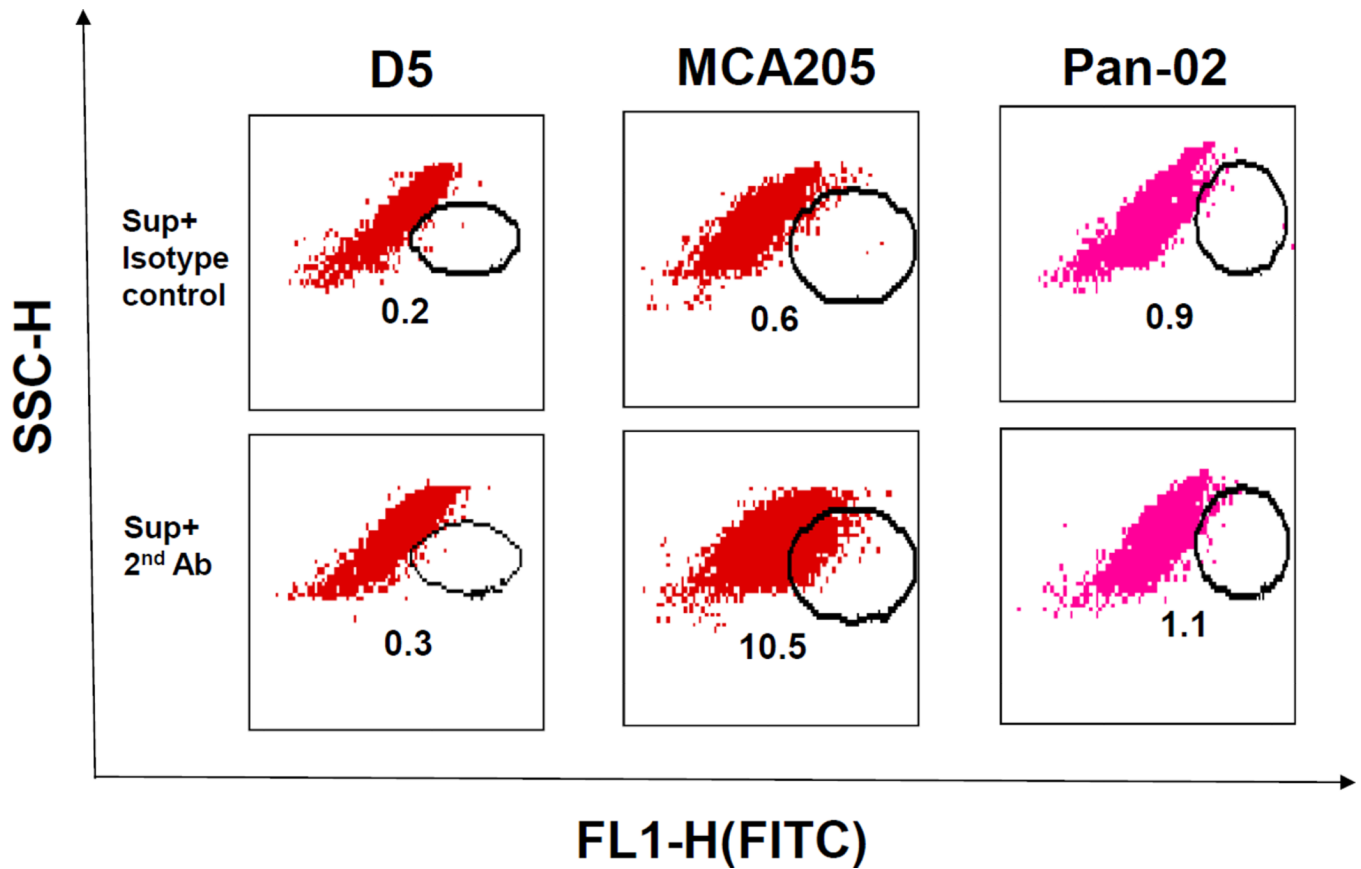 D5 MCA205 Pan-02
SSC-H
Sup+
Isotype
control
0.2 0.6 0.9
Sup+
2nd Ab
0.3 10.5 1.1
FL1-H(FITC)